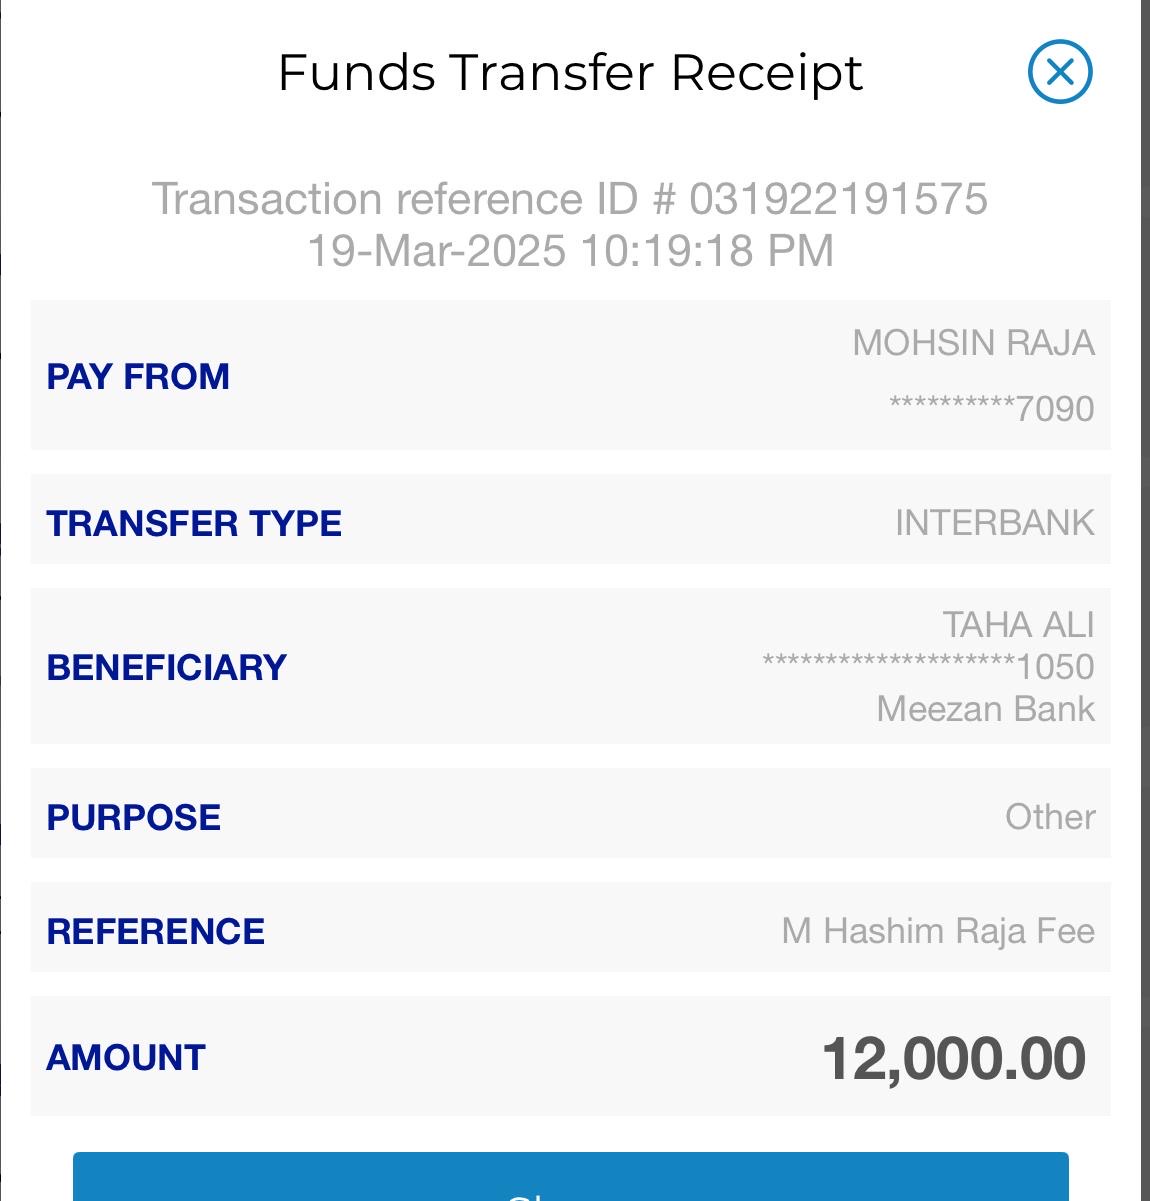 Funds Transfer Receipt
Transaction reference ID # 031922191575
19-Mar-2025 10:19:18 PM
PAY FROM
MOHSIN RAJA
**********7090
TRANSFER TYPE
INTERBANK
BENEFICIARY
TAHA ALI
********************1050
Meezan Bank
PURPOSE
Other
REFERENCE
M Hashim Raja Fee
AMOUNT
12,000.00